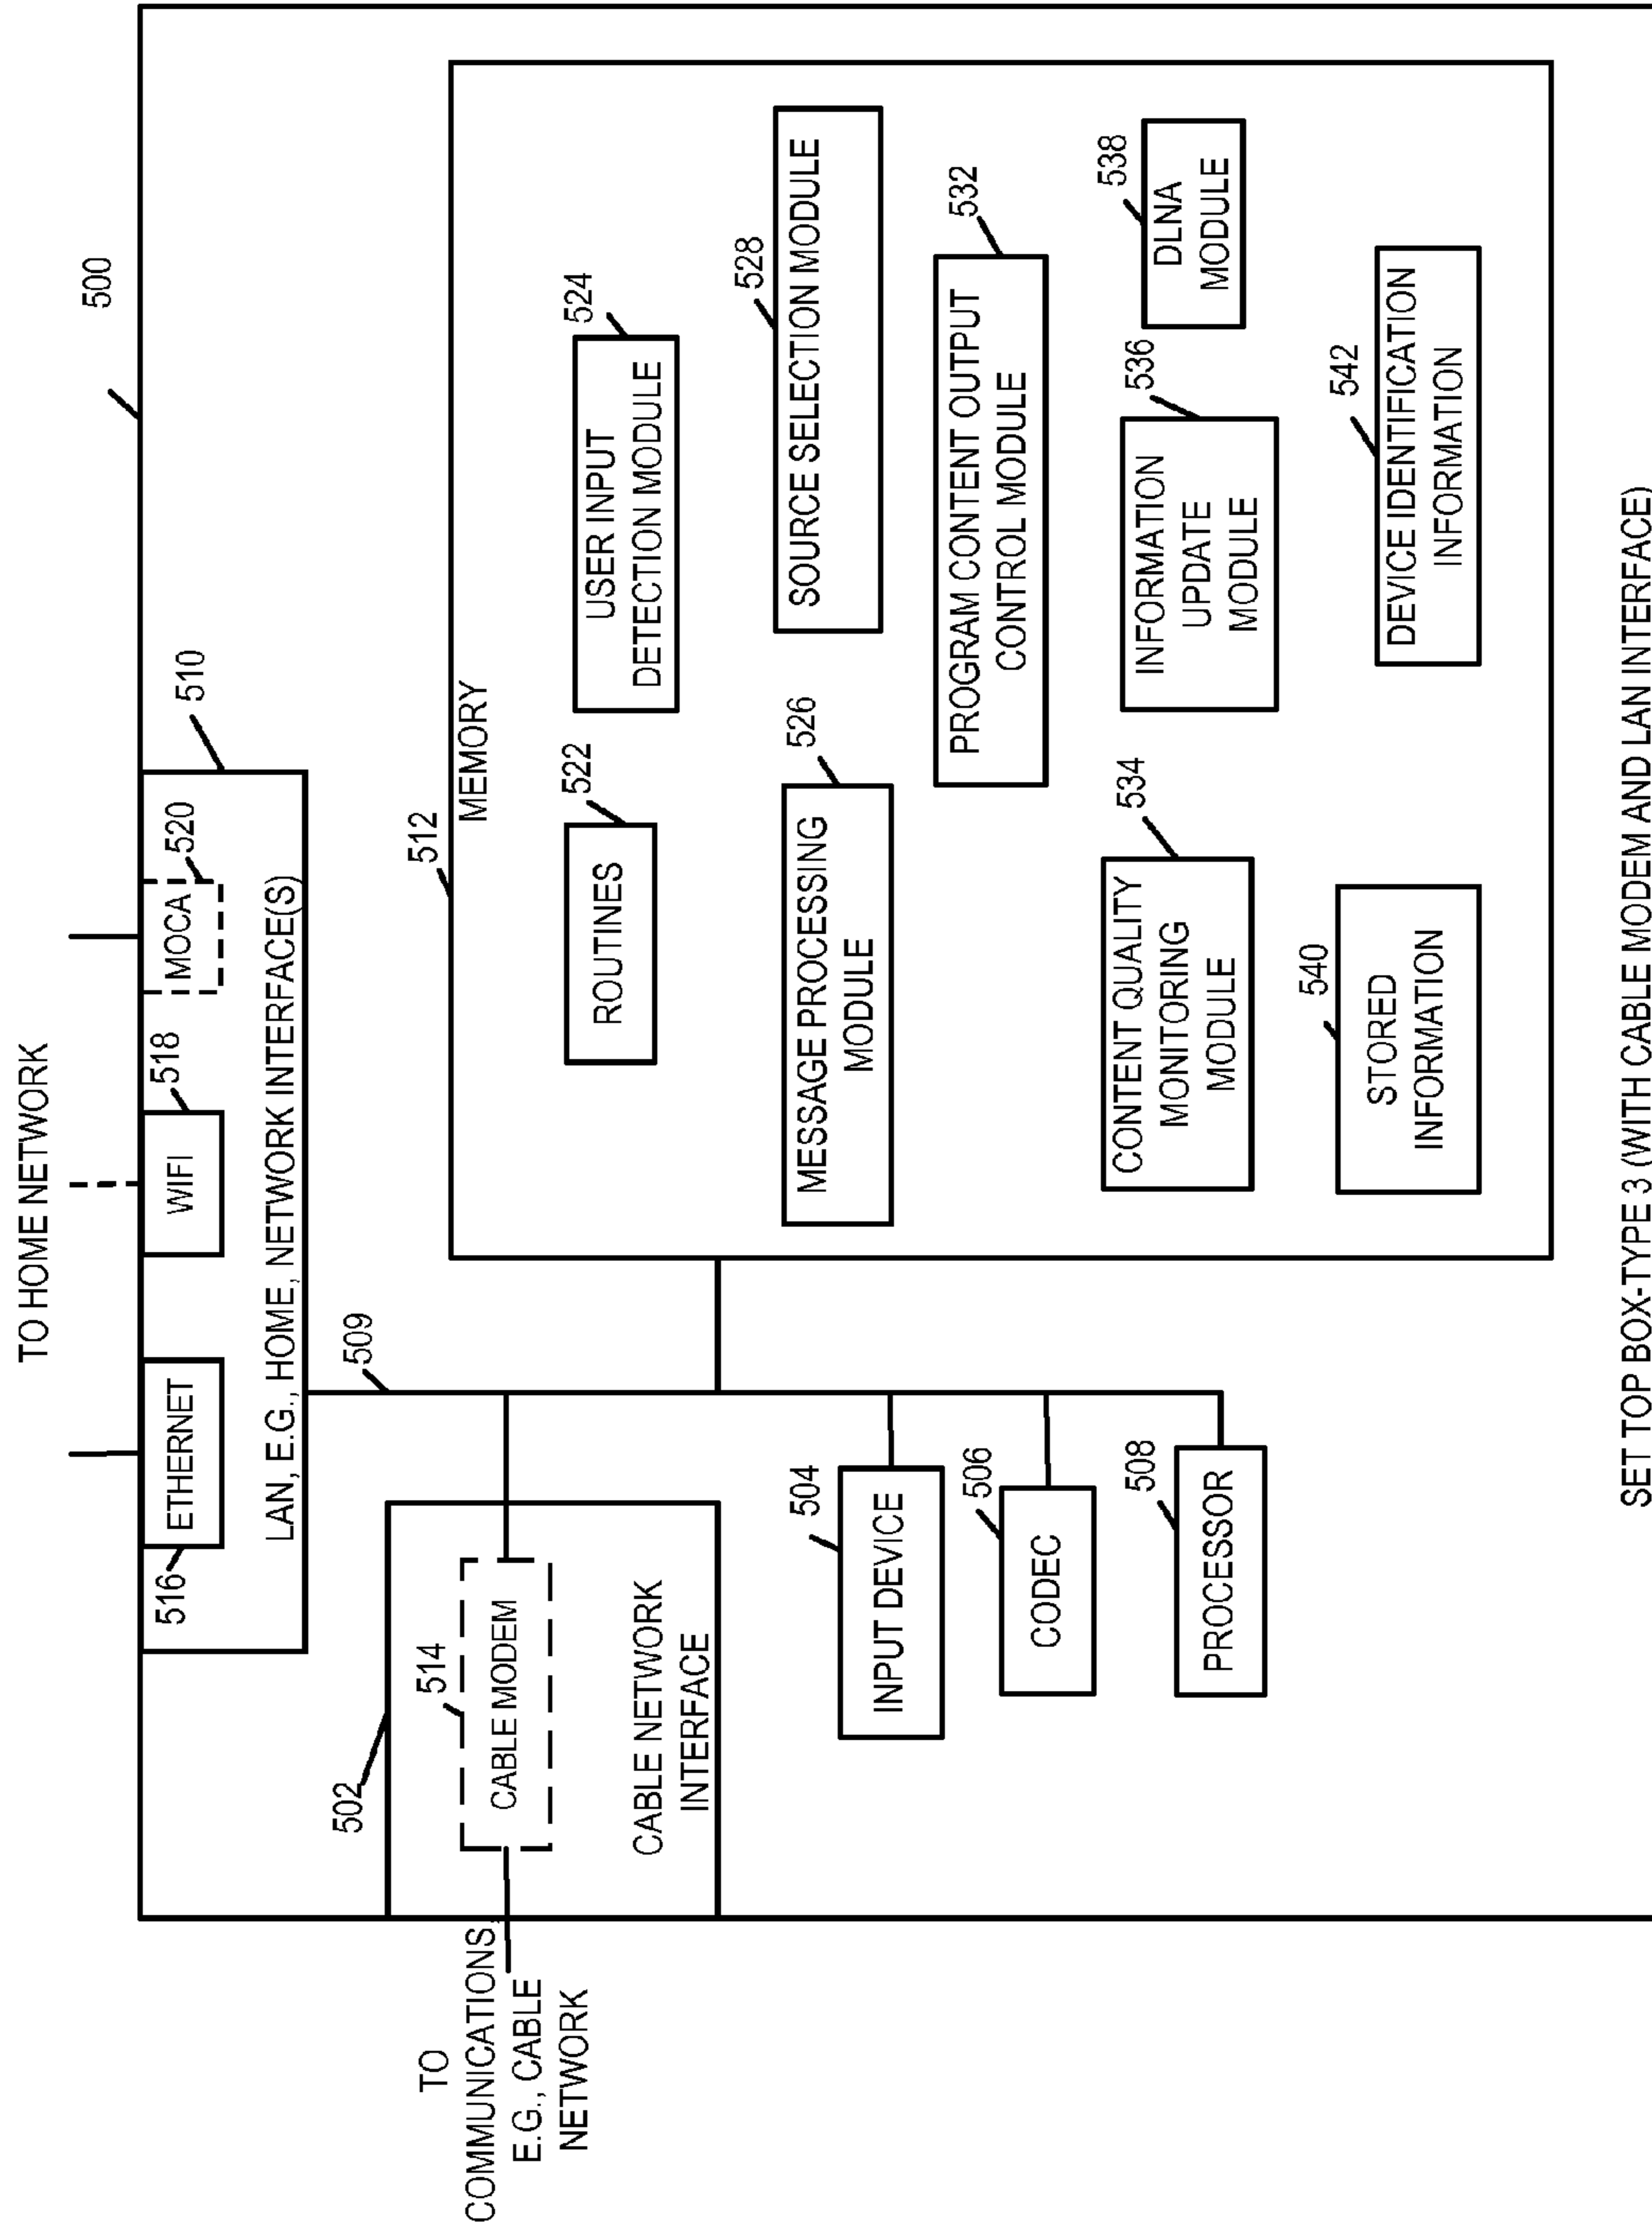 TO HOME NETWORK
500
516
ETHERNET
518
WIFI
520
MOCA
510
LAN, E.G., HOME, NETWORK INTERFACE(S)
509
502
514
CABLE MODEM
CABLE NETWORK
INTERFACE
TO
COMMUNICATIONS,
E.G., CABLE
NETWORK
504
INPUT DEVICE
506
CODEC
508
PROCESSOR
512
MEMORY
522
ROUTINES
524
USER INPUT
DETECTION MODULE
526
MESSAGE PROCESSING
MODULE
528
SOURCE SELECTION MODULE
532
PROGRAM CONTENT OUTPUT
CONTROL MODULE
534
CONTENT QUALITY
MONITORING
MODULE
536
INFORMATION
UPDATE
MODULE
538
DLNA
MODULE
540
STORED
INFORMATION
542
DEVICE IDENTIFICATION
INFORMATION
SET TOP BOX-TYPE 3 (WITH CABLE MODEM AND LAN INTERFACE)